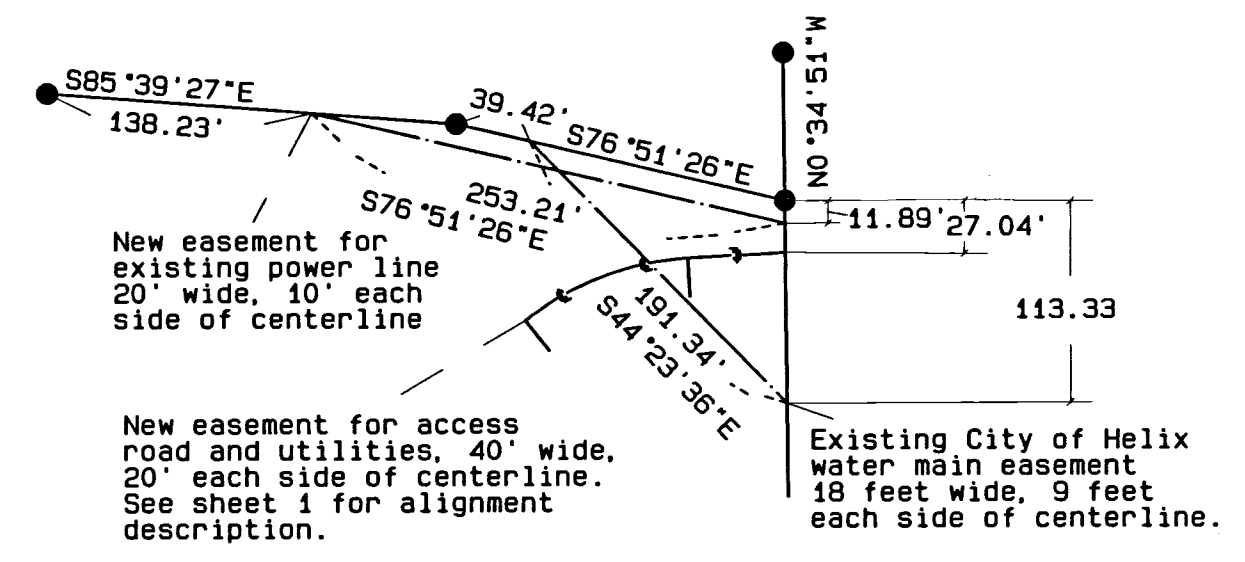 S85°39'27"E
138.23'
39.42'
S76°51'26"E
N0°34'51"W
253.21'
S76°51'26"E
11.89'
27.04'
113.33
191.34'
S44°23'36"E
New easement for
existing power line
20' wide, 10' each
side of centerline
New easement for access
road and utilities, 40' wide,
20' each side of centerline.
See sheet 1 for alignment
description.
Existing City of Helix
water main easement
18 feet wide, 9 feet
each side of centerline.